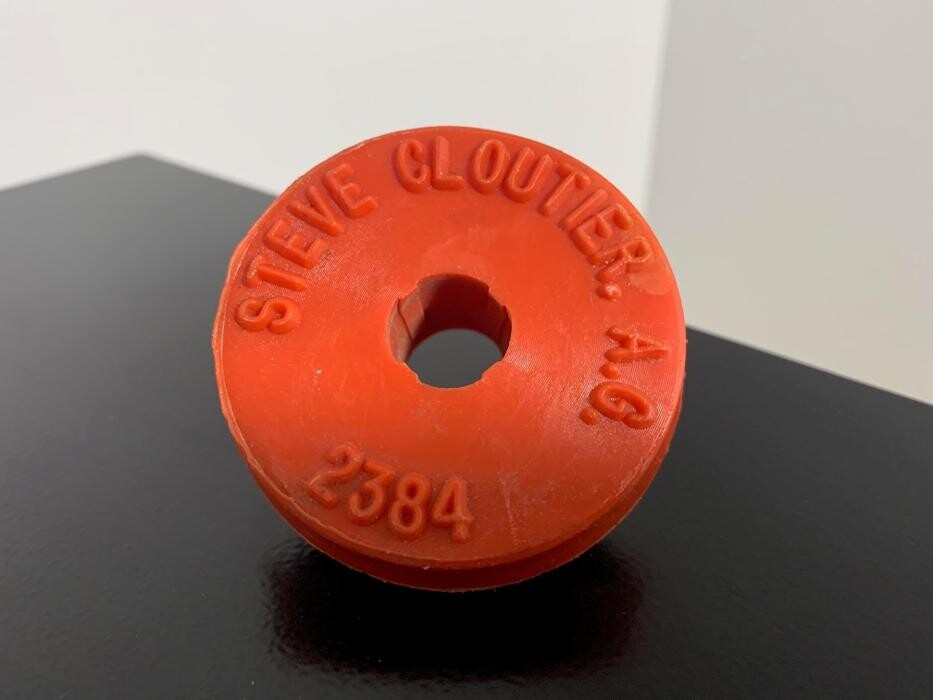 STEVE CLOUTIER. A.G.
2384